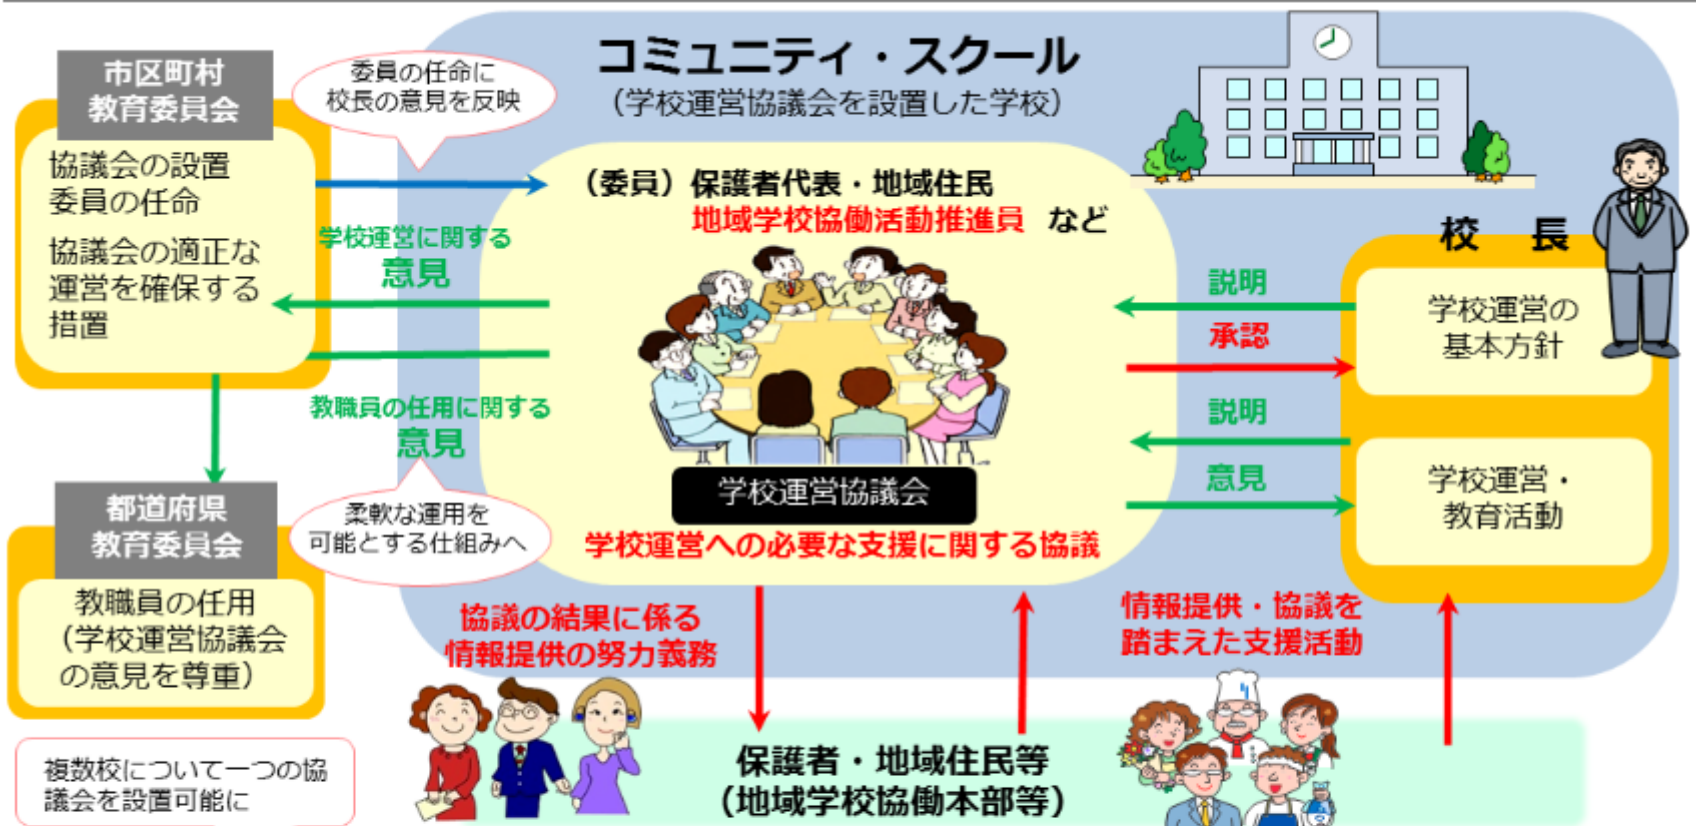 コミュニティ・スクール
（学校運営協議会を設置した学校）
市区町村
教育委員会
協議会の設置
委員の任命
協議会の適正な
運営を確保する
措置
委員の任命に
校長の意見を反映
学校運営に関する
意見
教職員の任用に関する
意見
柔軟な運用を
可能とする仕組みへ
都道府県
教育委員会
教職員の任用
（学校運営協議会
の意見を尊重）
複数校について一つの協
議会を設置可能に
（委員）保護者代表・地域住民
地域学校協働活動推進員 など
学校運営協議会
学校運営への必要な支援に関する協議
説明
承認
説明
意見
校 長
学校運営の
基本方針
学校運営・
教育活動
協議の結果に係る
情報提供の努力義務
情報提供・協議を
踏まえた支援活動
保護者・地域住民等
（地域学校協働本部等）